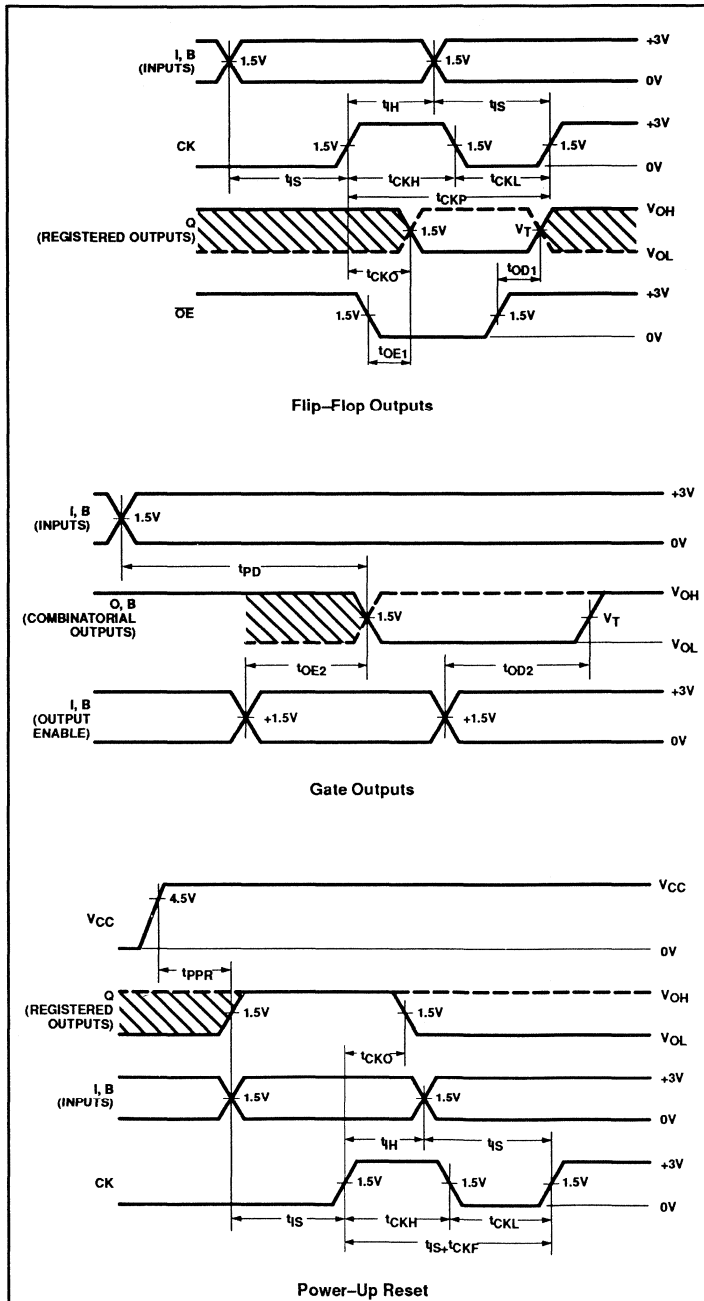 I, B
(INPUTS)
1.5V
1.5V
+3V
0V
tIH
tIS
CK
1.5V
1.5V
1.5V
+3V
0V
tIS
tCKH
tCKL
tCKP
Q
(REGISTERED OUTPUTS)
1.5V
VT
VOH
VOL
tCKO
tOD1
OE
1.5V
1.5V
+3V
0V
tOE1
Flip–Flop Outputs
I, B
(INPUTS)
1.5V
+3V
0V
tPD
O, B
(COMBINATORIAL
OUTPUTS)
1.5V
VT
VOH
VOL
tOE2
tOD2
I, B
(OUTPUT
ENABLE)
+1.5V
+1.5V
+3V
0V
Gate Outputs
VCC
4.5V
VCC
0V
tPPR
Q
(REGISTERED
OUTPUTS)
1.5V
1.5V
VOH
VOL
tCKO
I, B
(INPUTS)
1.5V
1.5V
+3V
0V
tIH
tIS
CK
1.5V
1.5V
1.5V
+3V
0V
tIS
tCKH
tCKL
tIS+tCKF
Power–Up Reset